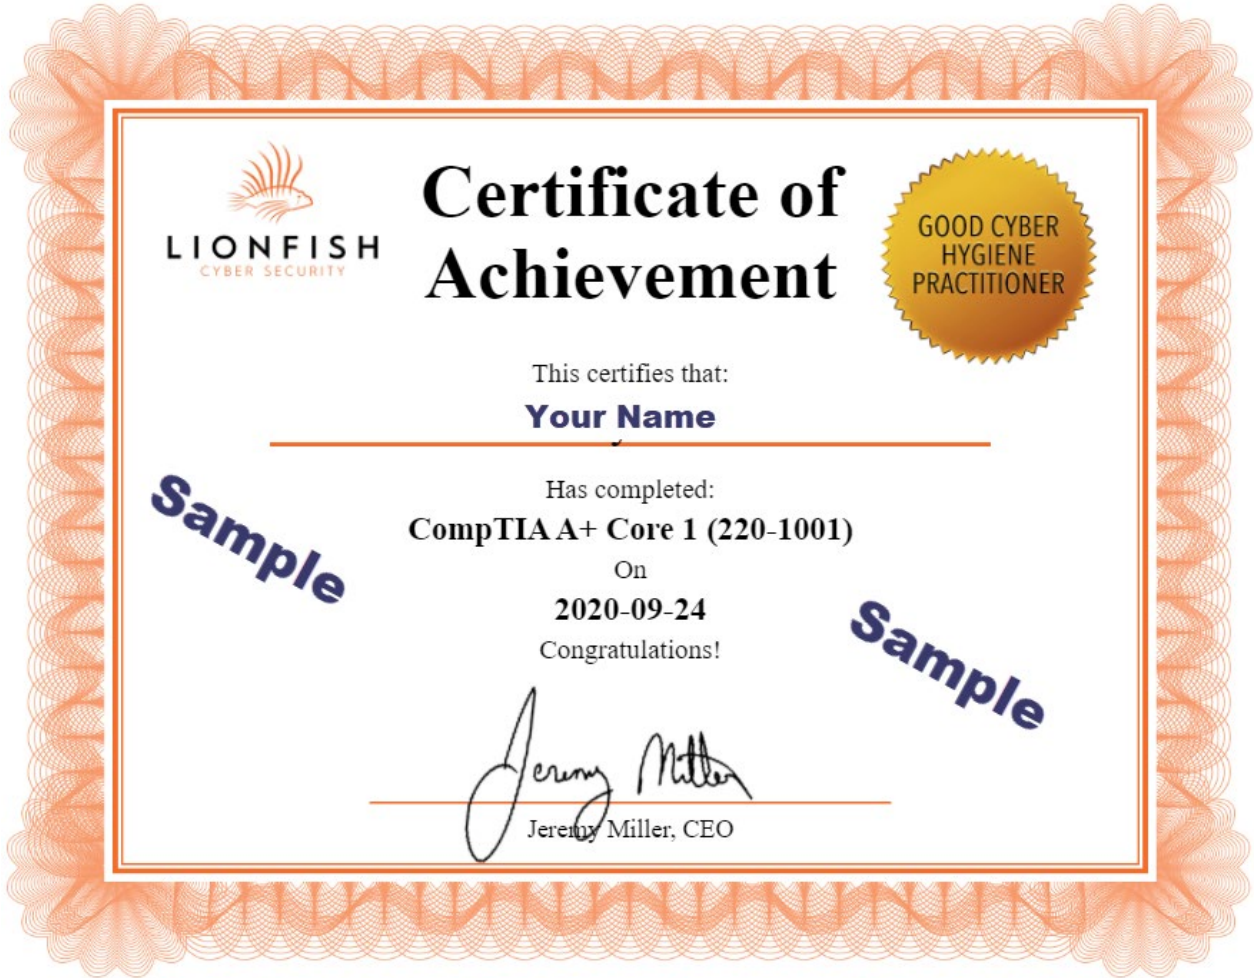 LIONFISH
CYBER SECURITY
Certificate of
Achievement
GOOD CYBER
HYGIENE
PRACTITIONER
This certifies that:
Your Name
Has completed:
CompTIA A+ Core 1 (220-1001)
On
2020-09-24
Congratulations!
Sample
Sample
Jeremy Miller
Jeremy Miller, CEO